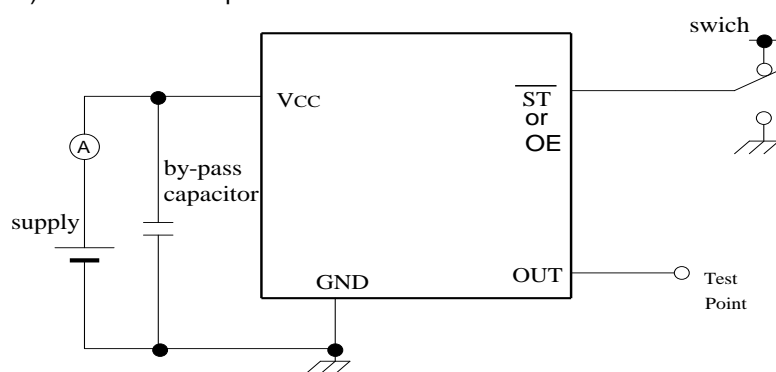 swich
Vcc
ST
or
OE
A
by-pass
capacitor
supply
GND
OUT
Test
Point